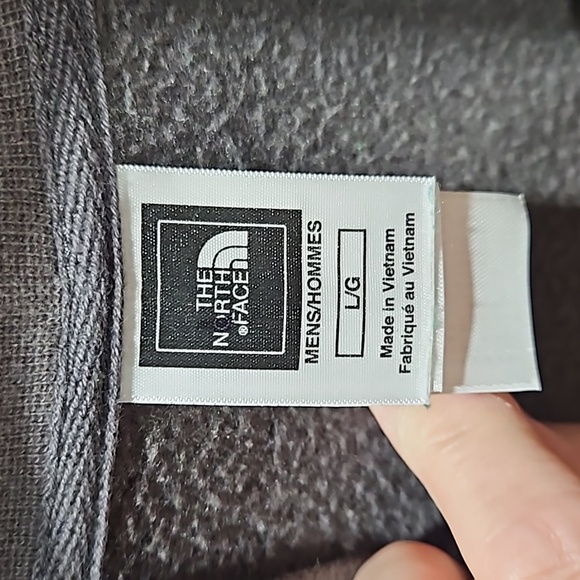 THE
NORTH
FACE®
MENS/HOMMES
L/G
Made in Vietnam
Fabriqué au Vietnam